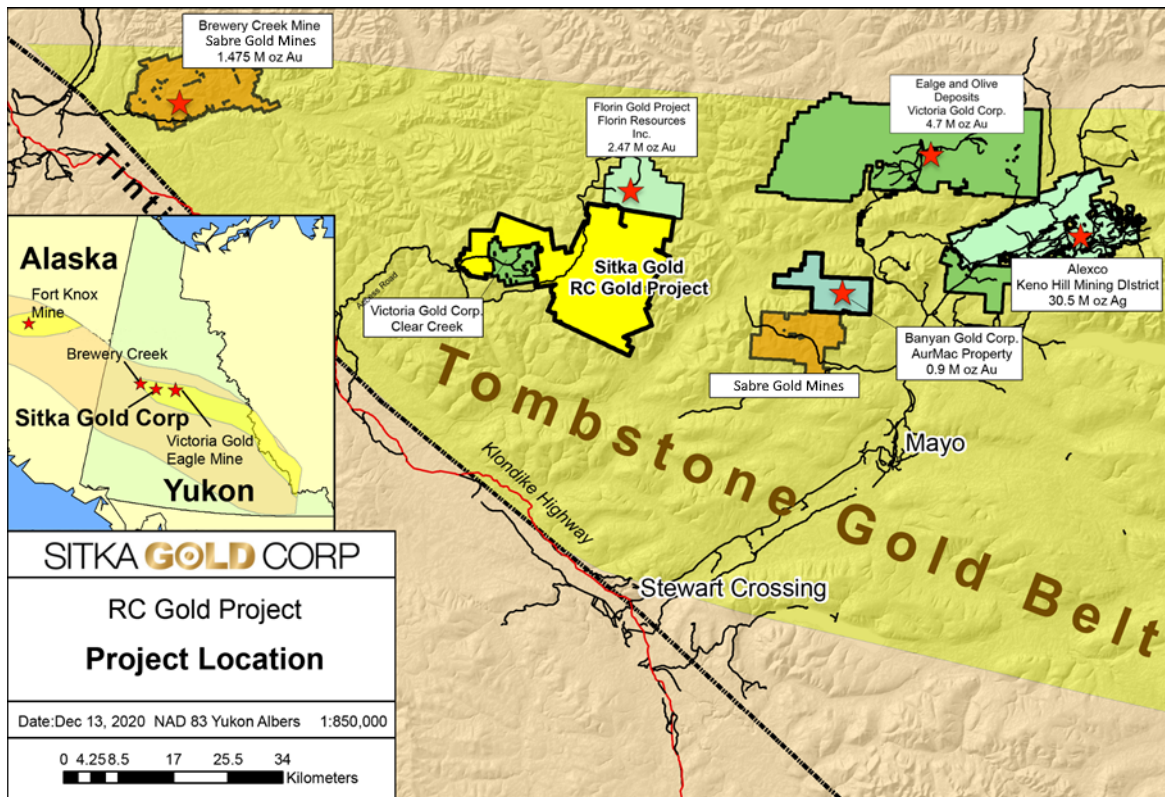 Brewery Creek Mine
Sabre Gold Mines
1.475 M oz Au
Florin Gold Project
Florin Resources
Inc.
2.47 M oz Au
Ealge and Olive
Deposits
Victoria Gold Corp.
4.7 M oz Au
Tinti
Access Road
Sitka Gold
RC Gold Project
Victoria Gold Corp.
Clear Creek
Alexco
Keno Hill Mining DIstrict
30.5 M oz Ag
Banyan Gold Corp.
AurMac Property
0.9 M oz Au
Sabre Gold Mines
Tombstone Gold Belt
Mayo
Klondike Highway
Stewart Crossing
Alaska
Fort Knox
Mine
Brewery Creek
Sitka Gold Corp
Victoria Gold
Eagle Mine
Yukon
SITKA GOLD CORP
RC Gold Project
Project Location
Date:Dec 13, 2020 NAD 83 Yukon Albers 1:850,000
0 4.25 8.5 17 25.5 34
Kilometers